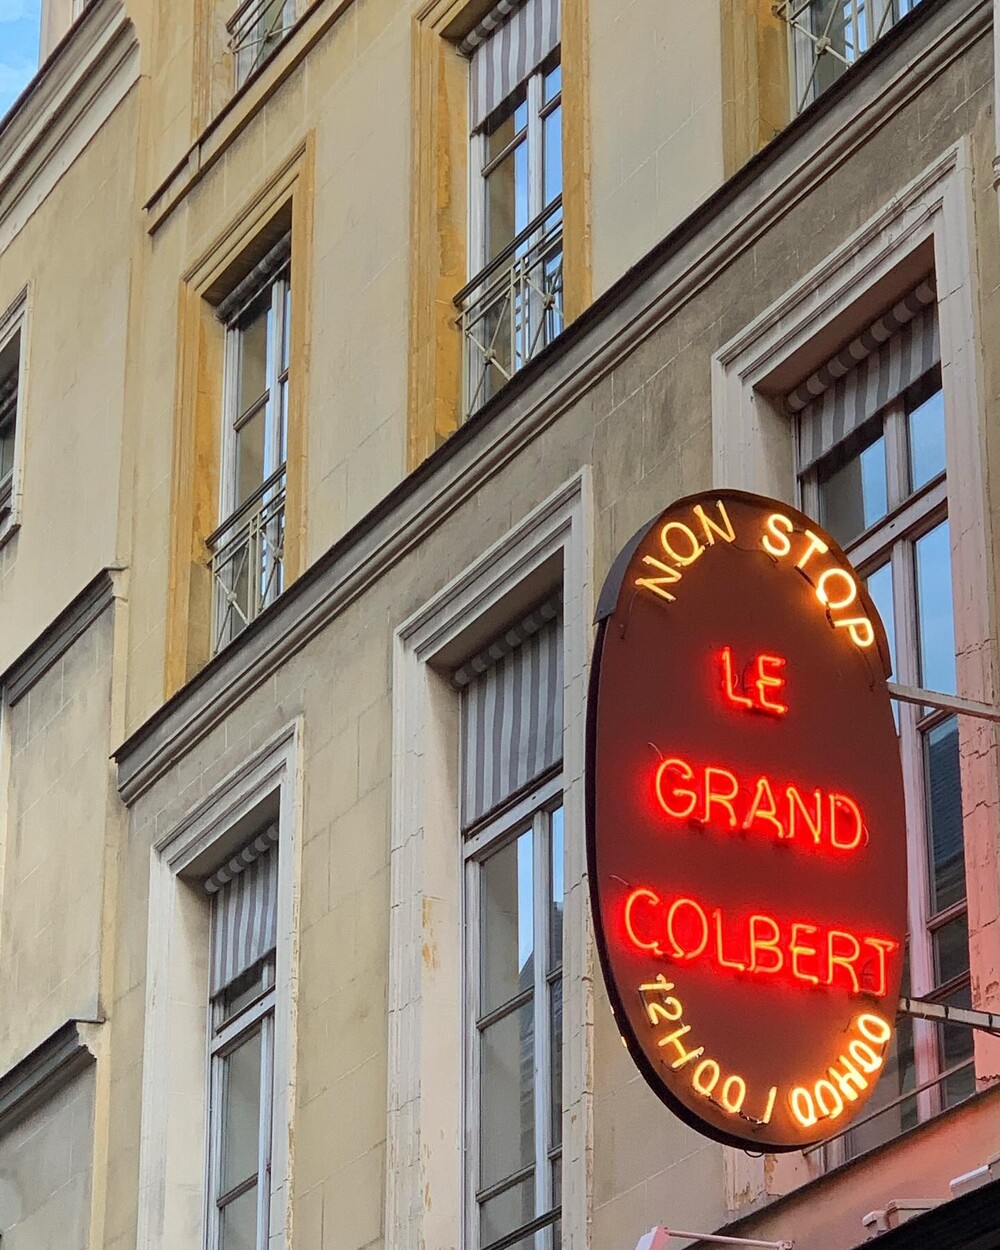 NON STOP
LE
GRAND
COLBERT
12H00 / 00H00